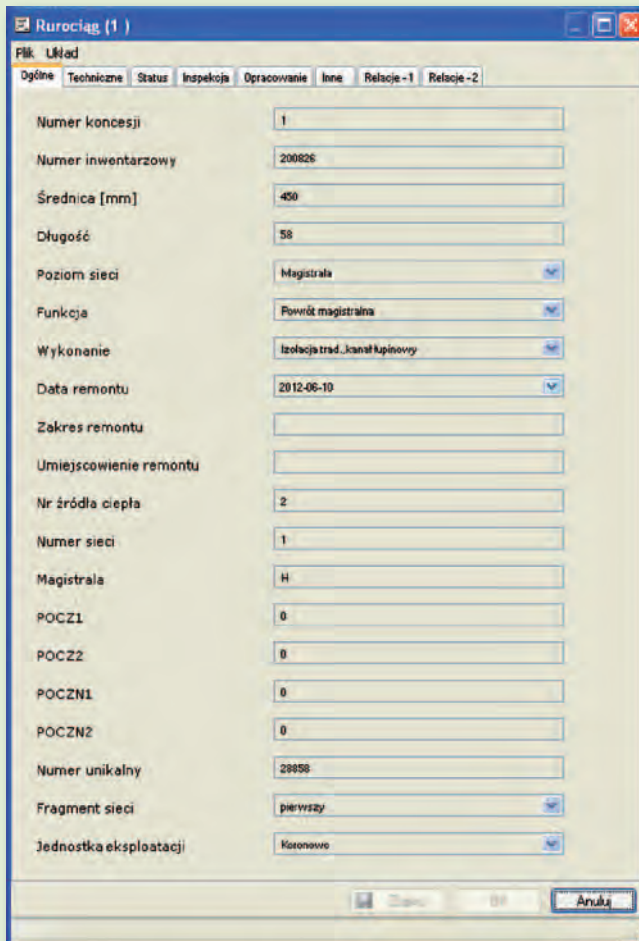 Rurociąg (1 )
Plik Układ
Ogólne Techniczne Status Inspekcja Opracowanie Inne Relacje-1 Relacje-2
Numer koncesji 1
Numer inwentarzowy 200826
Średnica [mm] 450
Długość 58
Poziom sieci Magistrala
Funkcja Powrót magistralna
Wykonanie Izolacja trad.,kanał łupinowy
Data remontu 2012-06-10
Zakres remontu
Umiejscowienie remontu
Nr źródła ciepła 2
Numer sieci 1
Magistrala H
POCZ1 0
POCZ2 0
POCZN1 0
POCZN2 0
Numer unikalny 28858
Fragment sieci pierwszy
Jednostka eksploatacji Koronowo
Anuluj